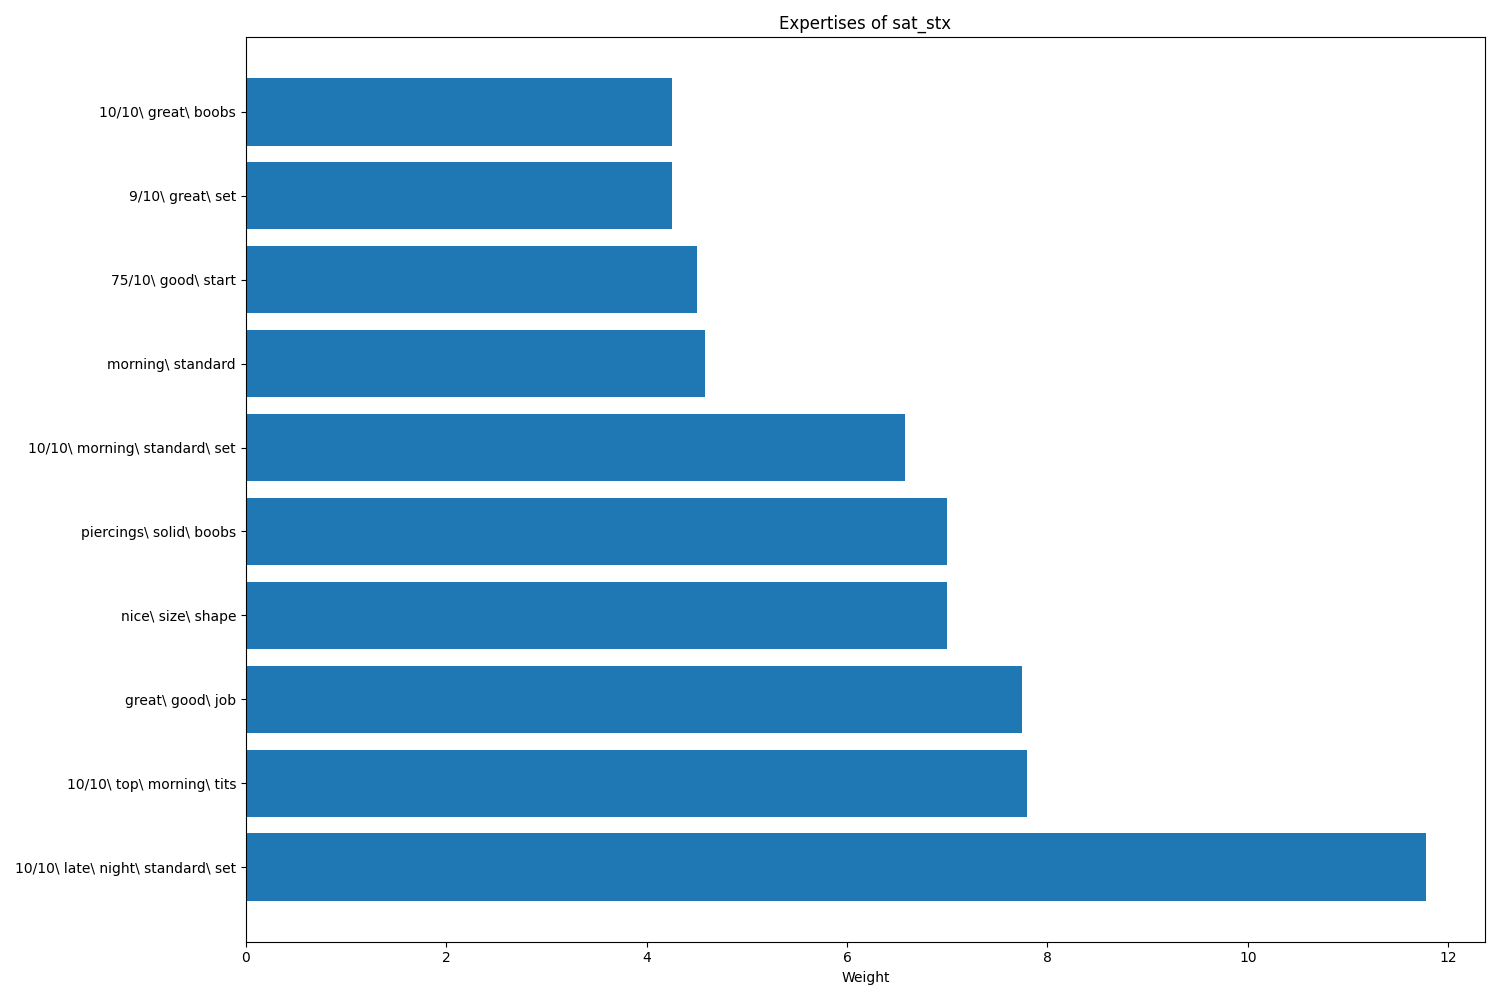 Expertises of sat_stx
10/10\ great\ boobs
9/10\ great\ set
75/10\ good\ start
morning\ standard
10/10\ morning\ standard\ set
piercings\ solid\ boobs
nice\ size\ shape
great\ good\ job
10/10\ top\ morning\ tits
10/10\ late\ night\ standard\ set
0 2 4 6 8 10 12
Weight